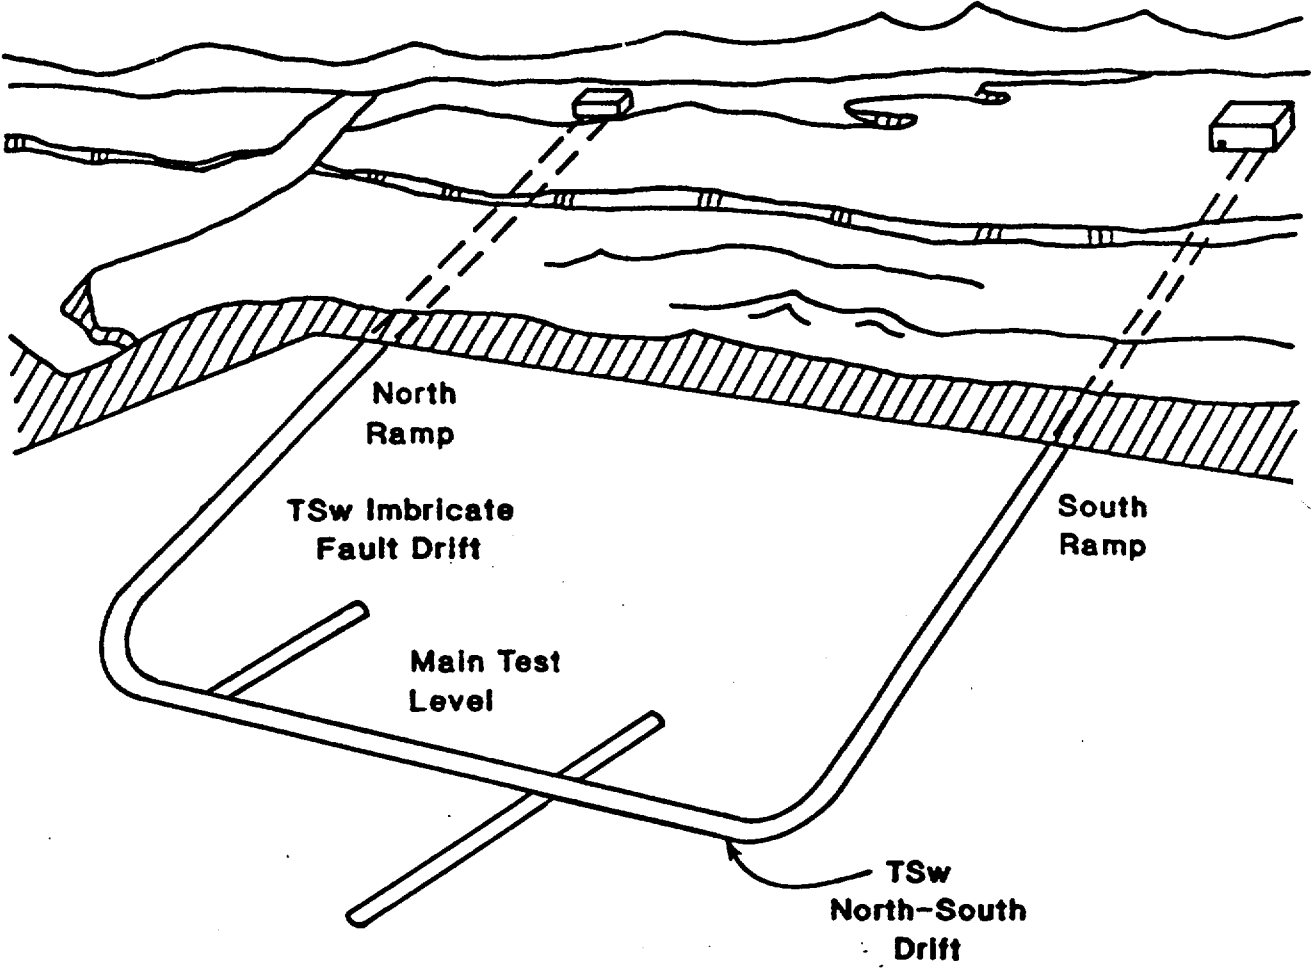 North
Ramp
TSw Imbricate
Fault Drift
South
Ramp
Main Test
Level
TSw
North-South
Drift